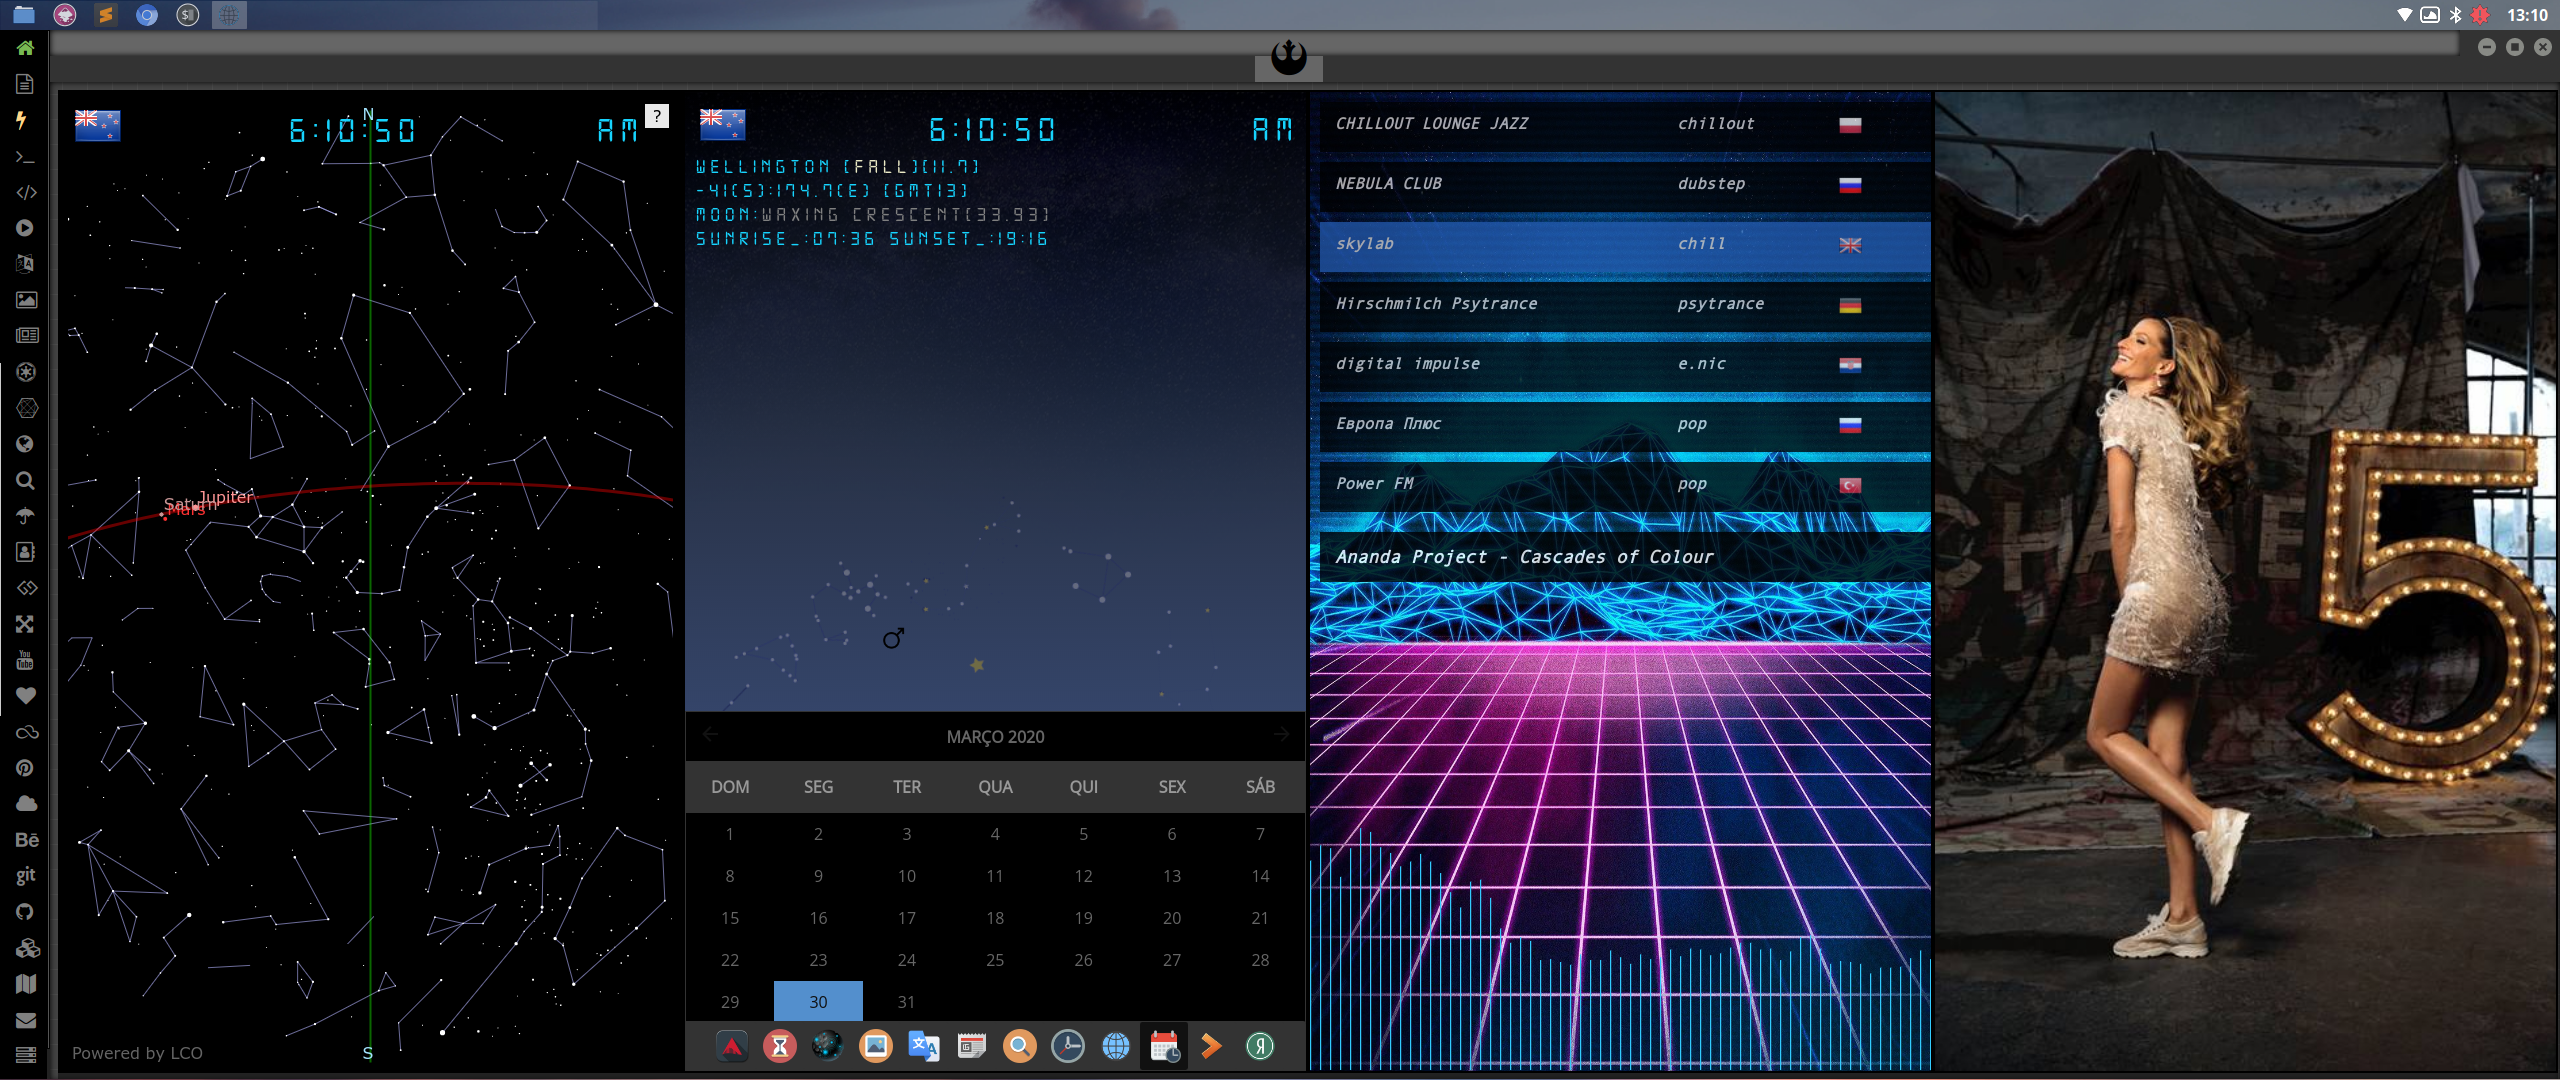 13:10
N
6:10:50 AM
?
Jupiter
Saturn
Mars
S
Powered by LCO
6:10:50 AM
WELLINGTON [FALL][11.7]
-41(S):174.7(E) [GMT13]
MOON:WAXING CRESCENT[33.93]
SUNRISE_:07:36 SUNSET_:19:16
MARÇO 2020
DOM SEG TER QUA QUI SEX SÁB
1 2 3 4 5 6 7
8 9 10 11 12 13 14
15 16 17 18 19 20 21
22 23 24 25 26 27 28
29 30 31
CHILLOUT LOUNGE JAZZ chillout
NEBULA CLUB dubstep
skylab chill
Hirschmilch Psytrance psytrance
digital impulse e.nic
Европа Плюс pop
Power FM pop
Ananda Project - Cascades of Colour
5
You
Tube
Bē
git